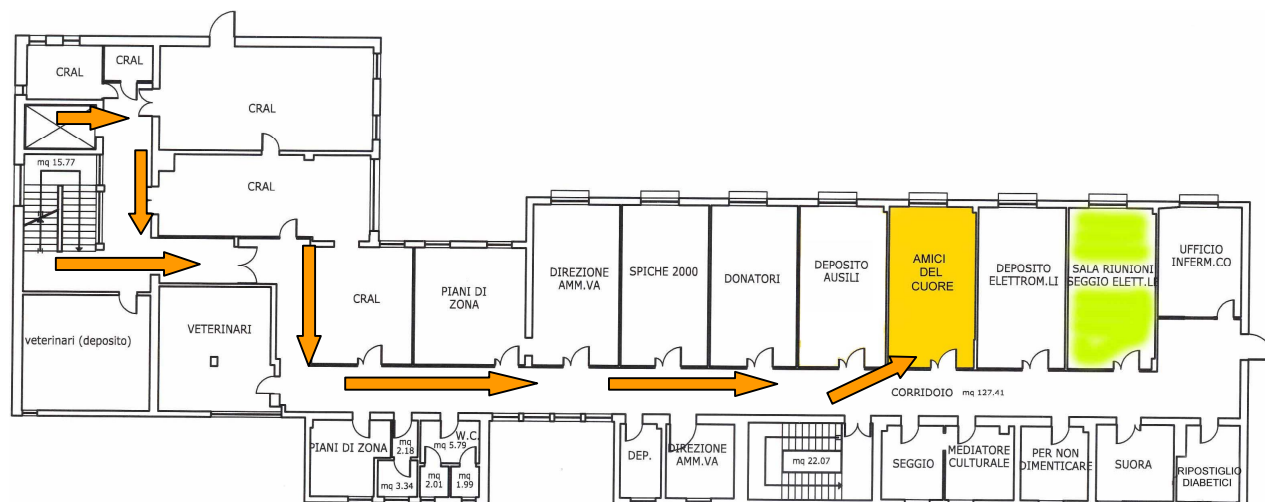 CRAL
CRAL
CRAL
mq 15.77
CRAL
CRAL
veterinari (deposito)
VETERINARI
PIANI DI
ZONA
DIREZIONE
AMM.VA
SPICHE 2000
DONATORI
DEPOSITO
AUSILI
AMICI
DEL
CUORE
DEPOSITO
ELETTROM.LI
SALA RIUNIONI
SEGGIO ELETT.LE
UFFICIO
INFERM.CO
CORRIDOIO mq 127.41
PIANI DI ZONA
mq
2.18
mq 3.34
W.C.
mq 5.79
mq
2.01
mq
1.99
DEP.
DIREZIONE
AMM.VA
mq 22.07
SEGGIO
MEDIATORE
CULTURALE
PER NON
DIMENTICARE
SUORA
RIPOSTIGLIO
DIABETICI